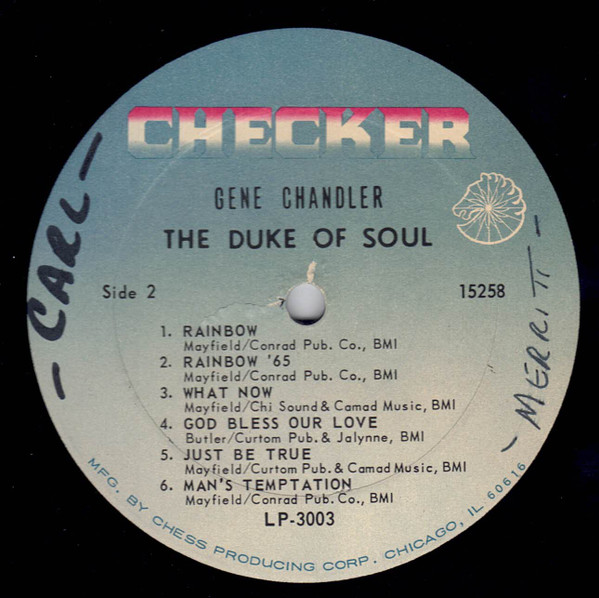 CHECKER
GENE CHANDLER
THE DUKE OF SOUL
Side 2
15258
1. RAINBOW
Mayfield/Conrad Pub. Co., BMI
2. RAINBOW '65
Mayfield/Conrad Pub. Co., BMI
3. WHAT NOW
Mayfield/Chi Sound & Camad Music, BMI
4. GOD BLESS OUR LOVE
Butler/Curtom Pub. & Jalynne, BMI
5. JUST BE TRUE
Mayfield/Curtom Pub. & Camad Music, BMI
6. MAN'S TEMPTATION
Mayfield/Conrad Pub. Co., BMI
LP-3003
MFG. BY CHESS PRODUCING CORP. CHICAGO, IL 60616
- CARL -
- MERRITT -